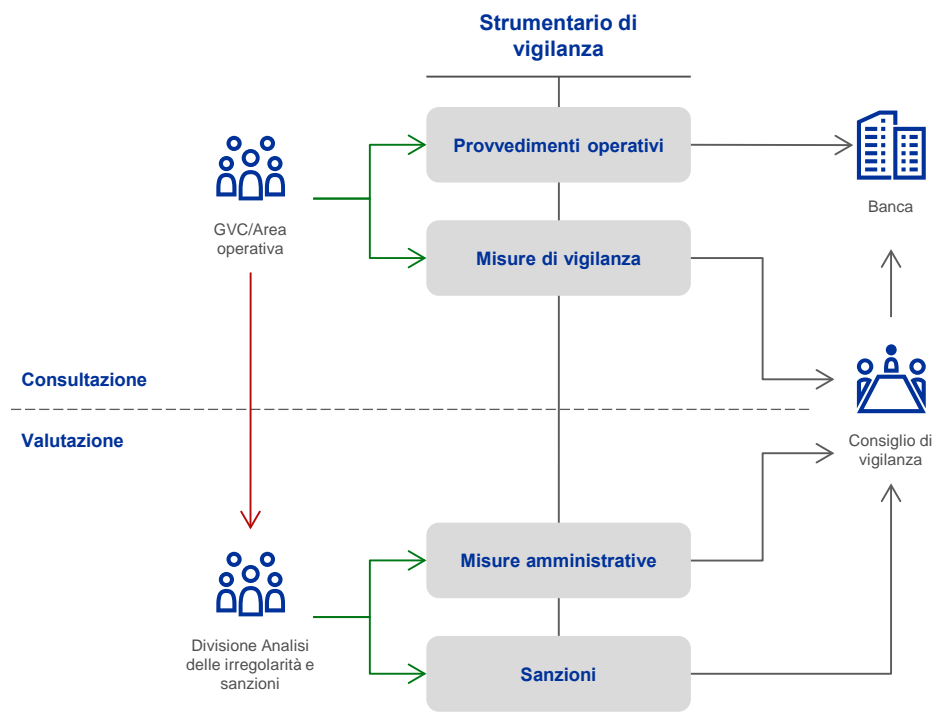 Strumentario di
vigilanza
Provvedimenti operativi
Banca
GVC/Area
operativa
Misure di vigilanza
Consultazione
Valutazione
Consiglio di
vigilanza
Misure amministrative
Divisione Analisi
delle irregolarità e
sanzioni
Sanzioni